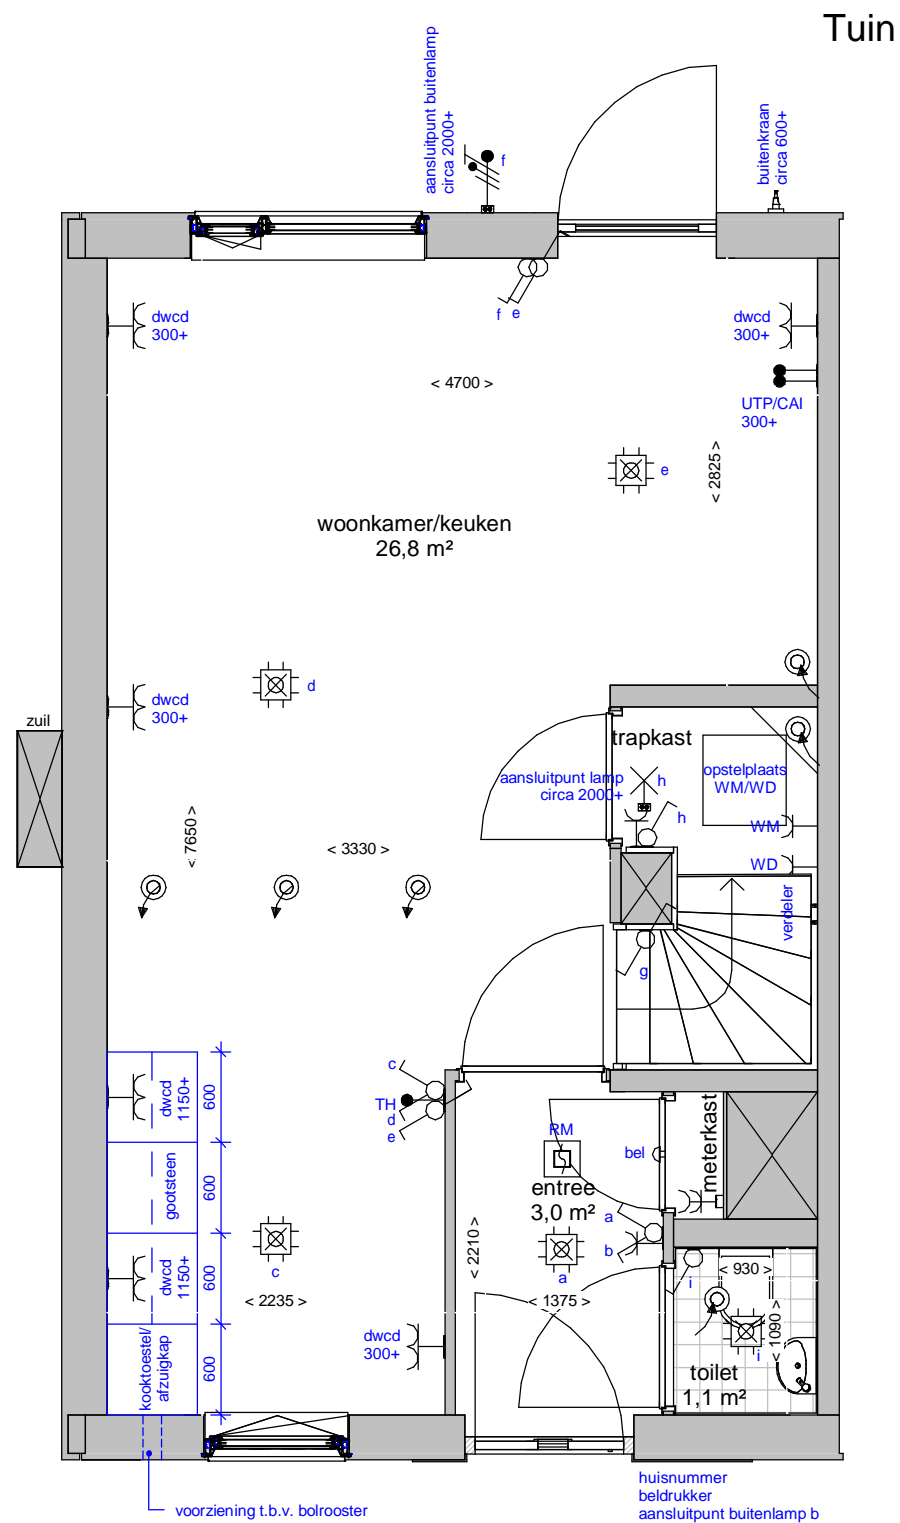 Tuin
aansluitpunt buitenlamp
circa 2000+
f
buitenkraan
circa 600+
f e
dwcd
300+
dwcd
300+
< 4700 >
UTP/CAI
300+
e
< 2825 >
woonkamer/keuken
26,8 m²
d
dwcd
300+
zuil
trapkast
aansluitpunt lamp
circa 2000+
h
h
opstelplaats
WM/WD
WM
WD
< 7650 >
< 3330 >
verdeler
g
c
TH
d
e
dwcd
1150+
600
gootsteen
600
dwcd
1150+
600
kooktoestel/
afzuigkap
600
RM
bel
meterkast
entree
3,0 m²
a
b
a
< 2210 >
c
< 2235 >
< 1375 >
i
< 930 >
< 1090 >
i
dwcd
300+
toilet
1,1 m²
huisnummer
beldrukker
aansluitpunt buitenlamp b
voorziening t.b.v. bolrooster